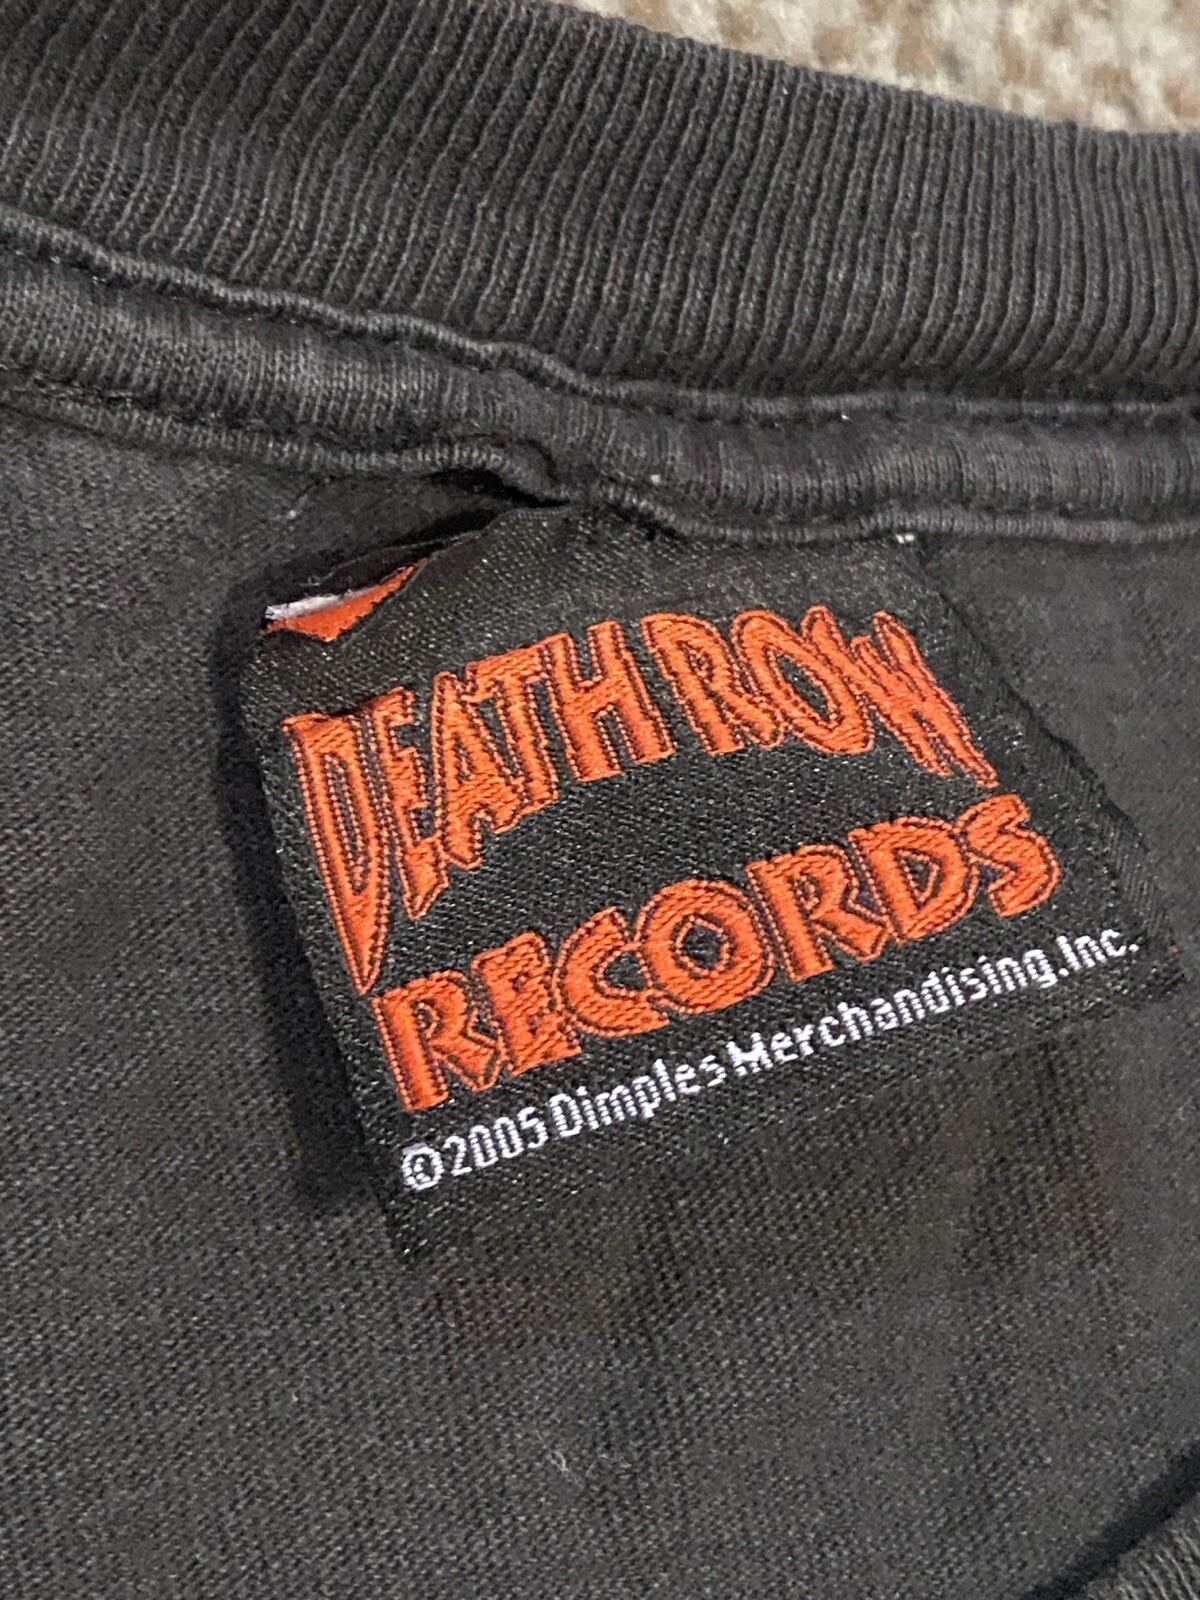 DEATH ROW
RECORDS
©2005 Dimples Merchandising.Inc.